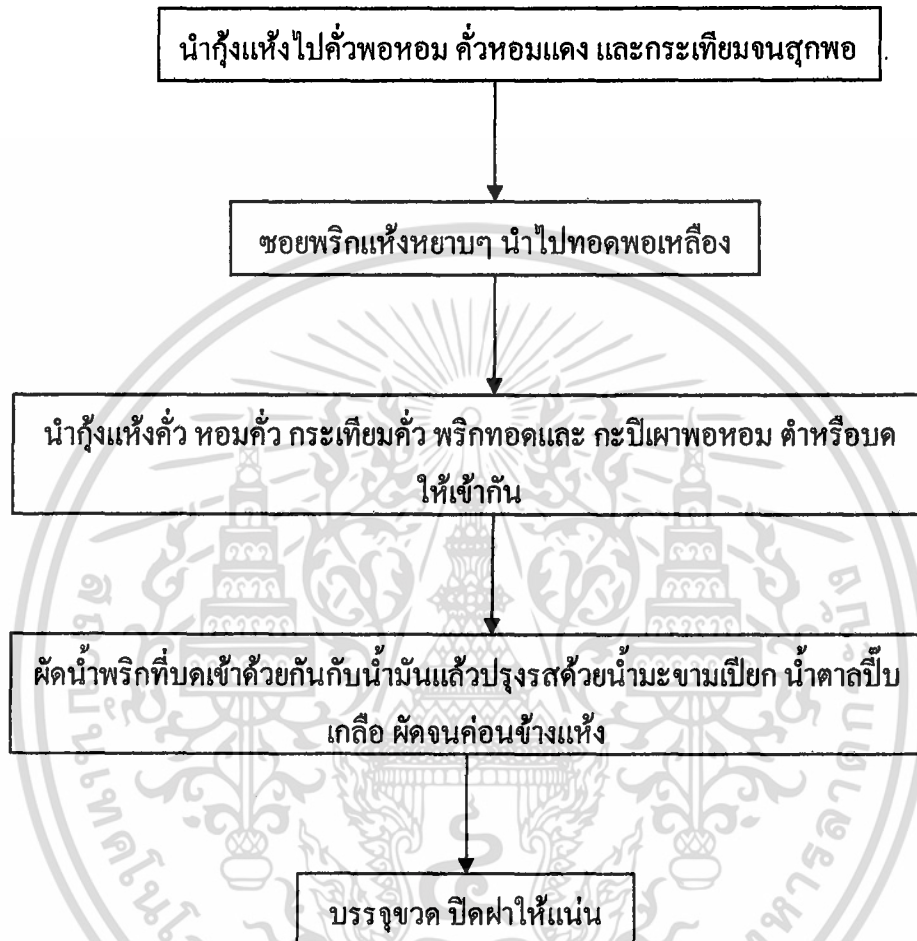 นำกุ้งแห้งไปคั่วพอหอม คั่วหอมแดง และกระเทียมจนสุกพอ
ซอยพริกแห้งหยาบๆ นำไปทอดพอเหลือง
นำกุ้งแห้งคั่ว หอมคั่ว กระเทียมคั่ว พริกทอดและ กะปิเผาพอหอม ตำหรือบด
ให้เข้ากัน
ผัดน้ำพริกที่บดเข้าด้วยกันกับน้ำมันแล้วปรุงรสด้วยน้ำมะขามเปียก น้ำตาลปี๊บ
เกลือ ผัดจนค่อนข้างแห้ง
บรรจุขวด ปิดฝาให้แน่น